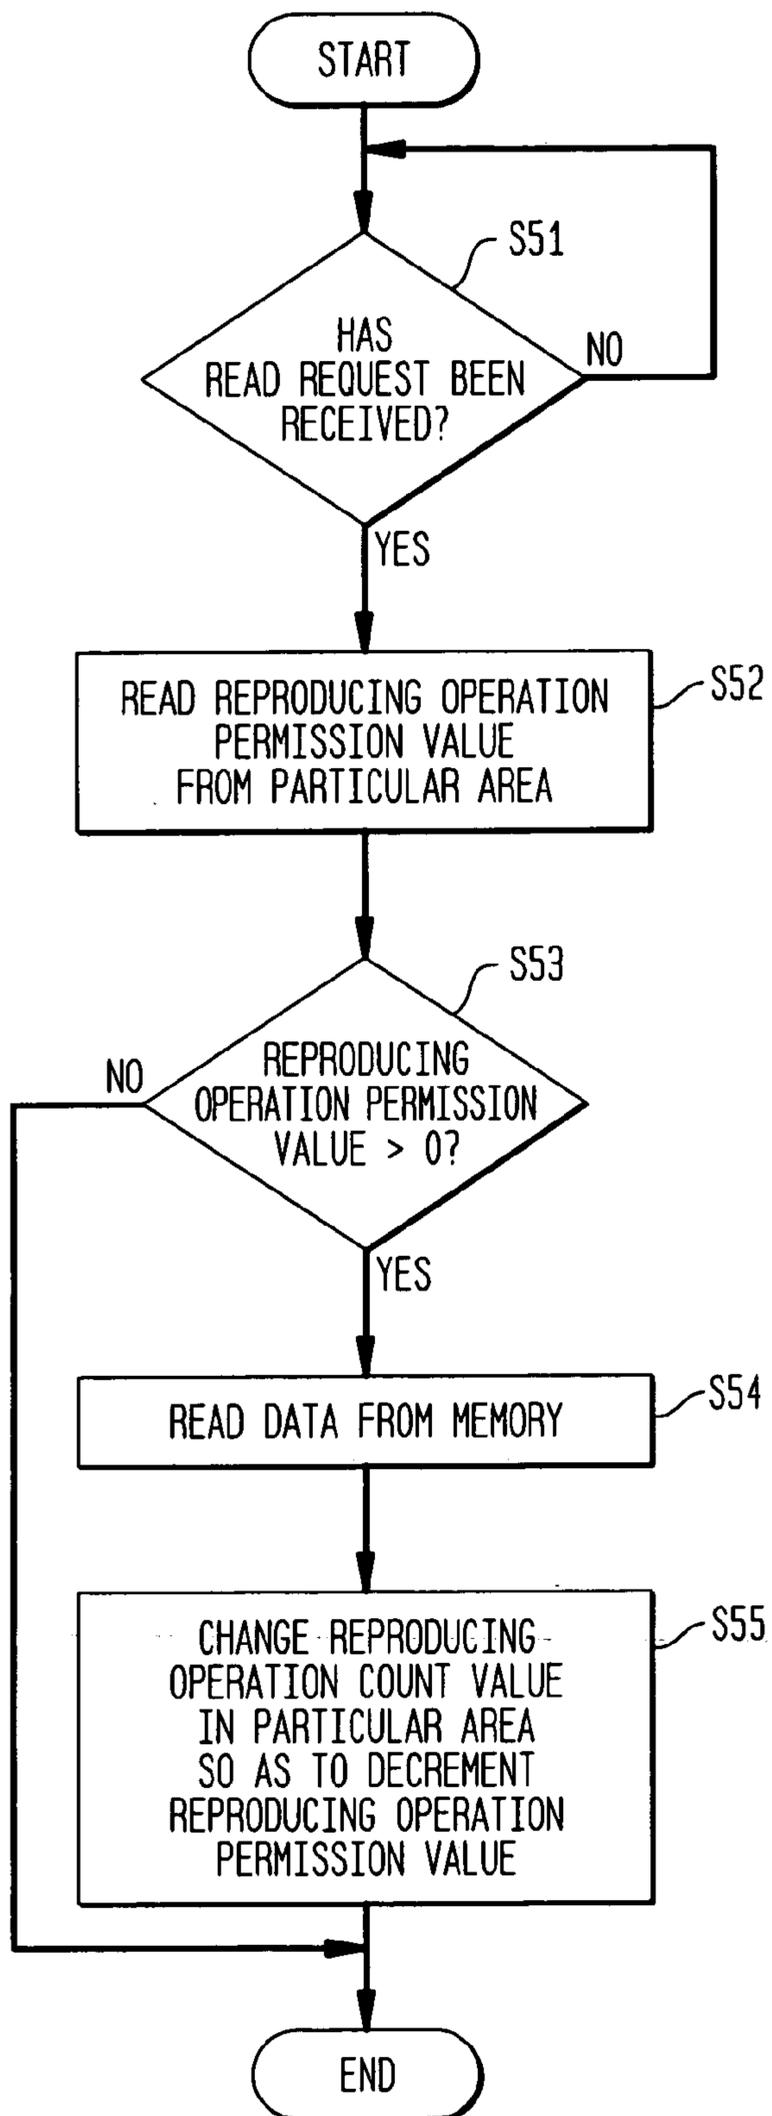 START
S51
HAS
READ REQUEST BEEN
RECEIVED?
NO
YES
READ REPRODUCING OPERATION
PERMISSION VALUE
FROM PARTICULAR AREA
S52
S53
REPRODUCING
OPERATION PERMISSION
VALUE > 0?
NO
YES
READ DATA FROM MEMORY
S54
CHANGE REPRODUCING
OPERATION COUNT VALUE
IN PARTICULAR AREA
SO AS TO DECREMENT
REPRODUCING OPERATION
PERMISSION VALUE
S55
END